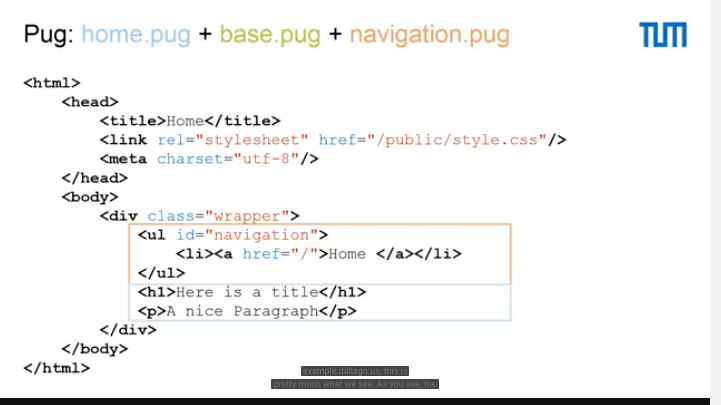 Pug: home.pug + base.pug + navigation.pug
TUM
<html>
<head>
<title>Home</title>
<link rel="stylesheet" href="/public/style.css"/>
<meta charset="utf-8"/>
</head>
<body>
<div class="wrapper">
<ul id="navigation">
<li><a href="/">Home </a></li>
</ul>
<h1>Here is a title</h1>
<p>A nice Paragraph</p>
</div>
</body>
</html>
example.dallago.us, this is
pretty much what we see. As you see, the